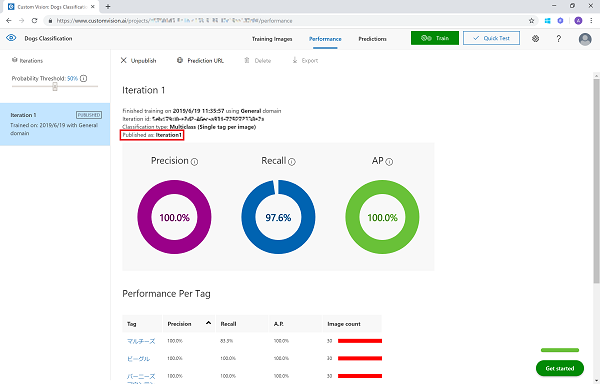 Custom Vision: Dogs Classificati
https://www.customvision.ai/projects/
/performance
Dogs Classification
Training Images
Performance
Predictions
Train
Quick Test
?
Iterations
Unpublish
Prediction URL
Delete
Export
Probability Threshold: 50%
Iteration 1
PUBLISHED
Trained on: 2019/6/19 with General
domain
Iteration 1
Finished training on 2019/6/19 11:35:57 using General domain
Iteration id:
Classification type: Multiclass (Single tag per image)
Published as: Iteration1
Precision
Recall
AP
100.0%
97.6%
100.0%
Performance Per Tag
Tag
Precision
Recall
A.P.
Image count
マルチーズ
100.0%
83.3%
100.0%
30
ビーグル
100.0%
100.0%
100.0%
30
バーニーズ
100.0%
100.0%
100.0%
30
Get started